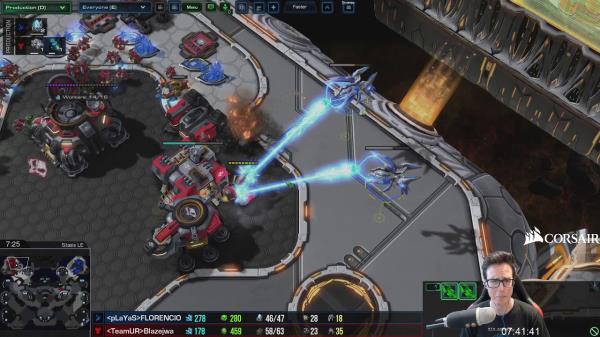 Production (D)
Everyone (E)
Menu
Faster
PRODUCTION
7:25
Stasis LE
CORSAIR
<pLaYaS>FLORENCIO 278 280 46/47 28 18
<TeamUR>Blazejwa 178 459 58/63 23 35
07:41:41